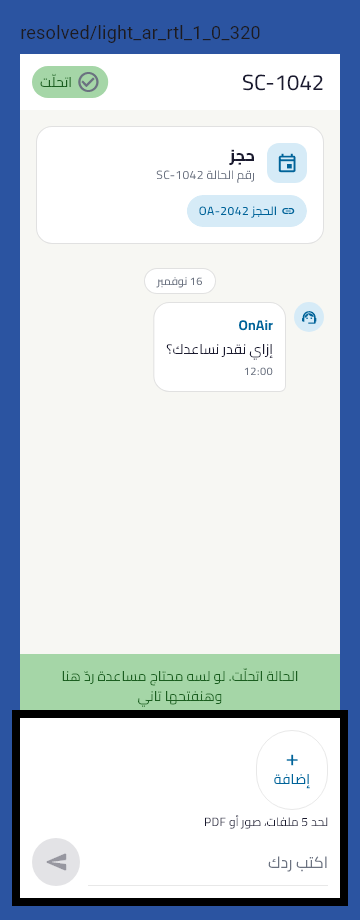 resolved/light_ar_rtl_1_0_320
SC-1042
اتحلّت
حجز
رقم الحالة SC-1042
الحجز OA-2042
16 نوفمبر
OnAir
إزاي نقدر نساعدك؟
12:00
الحالة اتحلّت. لو لسه محتاج مساعدة ردّ هنا
وهنفتحها تاني
+
إضافة
لحد 5 ملفات، صور أو PDF
اكتب ردك